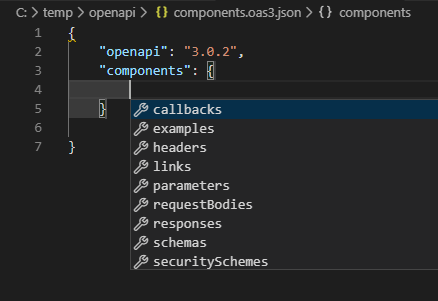 C: > temp > openapi > {} components.oas3.json > {} components
1 {
2 "openapi": "3.0.2",
3 "components": {
4
5 }
6
7 }
callbacks
examples
headers
links
parameters
requestBodies
responses
schemas
securitySchemes